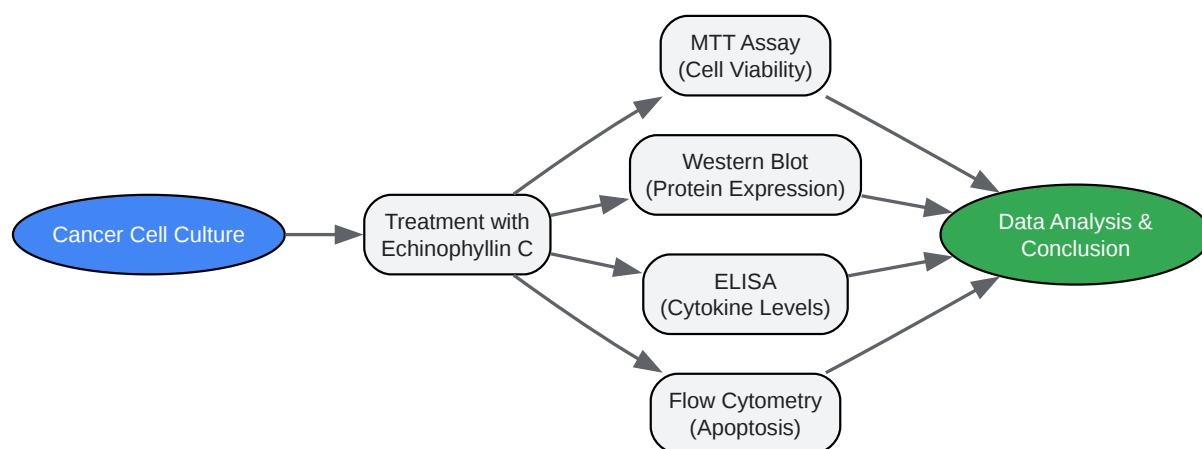 Cancer Cell Culture
Treatment with
Echinophyllin C
MTT Assay
(Cell Viability)
Western Blot
(Protein Expression)
ELISA
(Cytokine Levels)
Flow Cytometry
(Apoptosis)
Data Analysis &
Conclusion